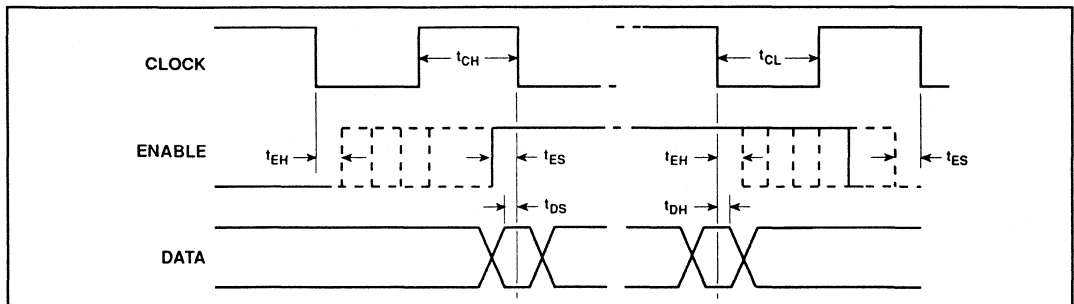 CLOCK
t_CH
t_CL
ENABLE
t_EH
t_ES
t_EH
t_ES
t_DS
t_DH
DATA